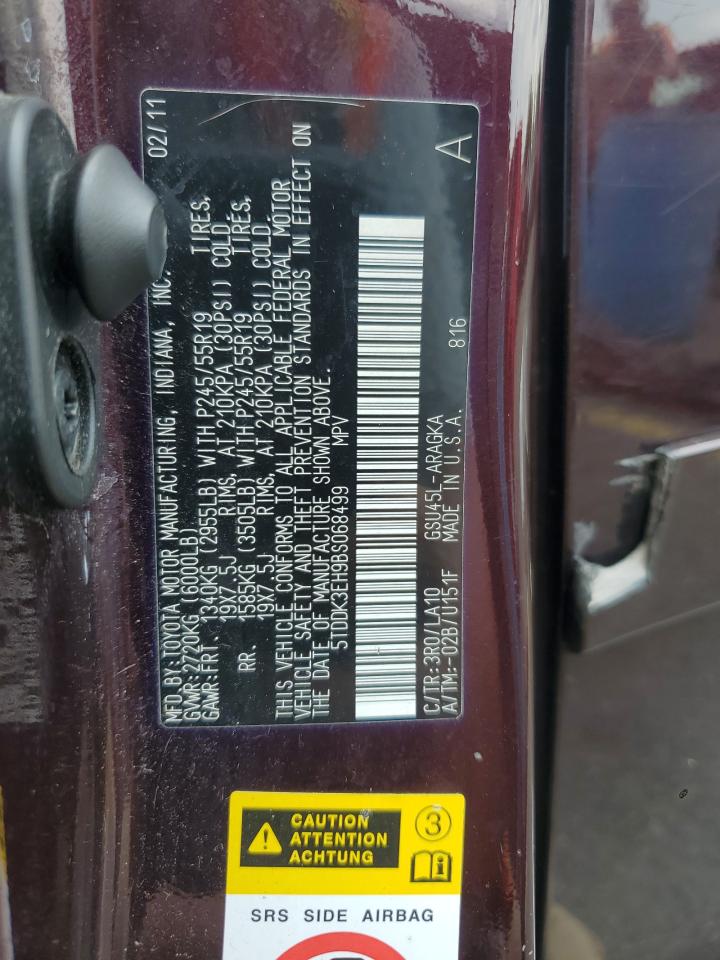 MFD. BY: TOYOTA MOTOR MANUFACTURING, INDIANA, INC. 02/11
GVWR: 2720KG (6000LB)
GAWR: FRT. 1340KG (2955LB) WITH P245/55R19 TIRES,
19X7.5J RIMS, AT 210KPA (30PSI) COLD
RR. 1585KG (3505LB) WITH P245/55R19 TIRES,
19X7.5J RIMS, AT 210KPA (30PSI) COLD
THIS VEHICLE CONFORMS TO ALL APPLICABLE FEDERAL MOTOR
VEHICLE SAFETY AND THEFT PREVENTION STANDARDS IN EFFECT ON
THE DATE OF MANUFACTURE SHOWN ABOVE.
5TDDK3EH9BS068499 MPV
A
C/TR:3R0/LA10 GSU45L-ARAGKA 816
A/TM:-02B/U151F MADE IN U.S.A.
CAUTION
ATTENTION
ACHTUNG
3
SRS SIDE AIRBAG